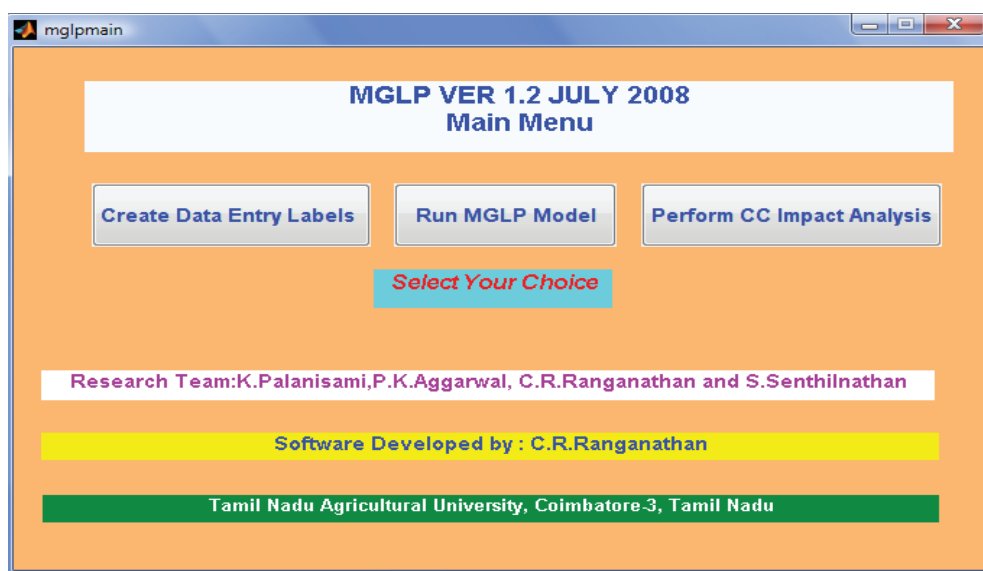 mglpmain
MGLP VER 1.2 JULY 2008
Main Menu
Create Data Entry Labels
Run MGLP Model
Perform CC Impact Analysis
Select Your Choice
Research Team:K.Palanisami,P.K.Aggarwal, C.R.Ranganathan and S.Senthilnathan
Software Developed by : C.R.Ranganathan
Tamil Nadu Agricultural University, Coimbatore-3, Tamil Nadu